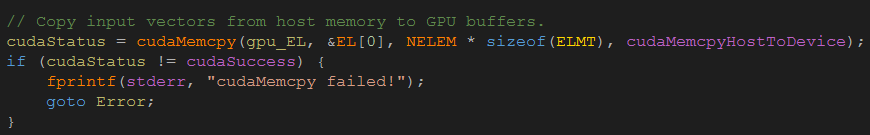 // Copy input vectors from host memory to GPU buffers.
cudaStatus = cudaMemcpy(gpu_EL, &EL[0], NELEM * sizeof(ELMT), cudaMemcpyHostToDevice);
if (cudaStatus != cudaSuccess) {
    fprintf(stderr, "cudaMemcpy failed!");
    goto Error;
}